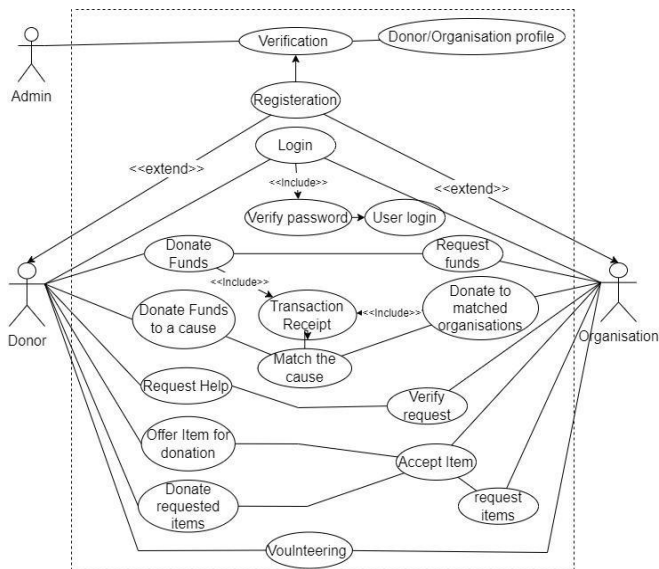 Verification
Donor/Organisation profile
Admin
Registeration
Login
<<extend>>
<<Include>>
<<extend>>
Verify password
User login
Donate
Funds
Request
funds
<<Include>>
Donate Funds
to a cause
Transaction
Receipt
<<Include>>
Donate to
matched
organisations
Donor
Organisation
Match the
cause
Request Help
Verify
request
Offer Item for
donation
Accept Item
Donate
requested
items
request
items
Voulnteering